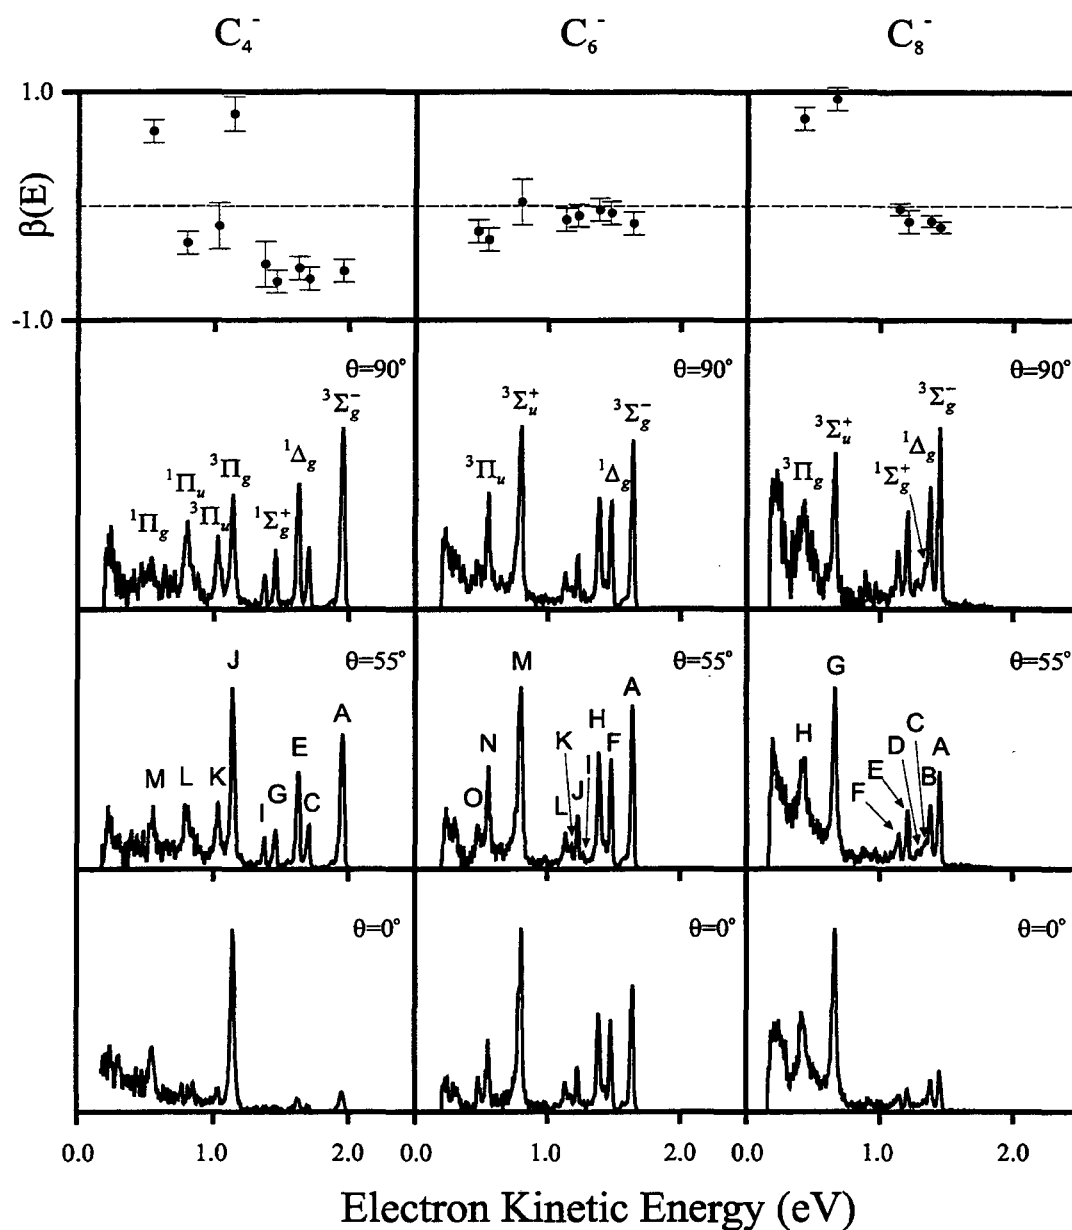 C₄⁻ C₆⁻ C₈⁻
1.0
β(E)
-1.0
θ=90° θ=90° θ=90°
³Σg⁻ ³Σu⁺ ³Σg⁻ ³Σg⁻
¹Δg ³Πg ¹Πu ³Πu ¹Πg ¹Σg⁺
³Πu ¹Δg
³Σu⁺ ¹Δg ³Πg ¹Σg⁺
θ=55° θ=55° θ=55°
J M G
A A
E H C
M L K I G C N K J I F D B A
O L H E
F
θ=0° θ=0° θ=0°
0.0 1.0 2.0 0.0 1.0 2.0 0.0 1.0 2.0
Electron Kinetic Energy (eV)